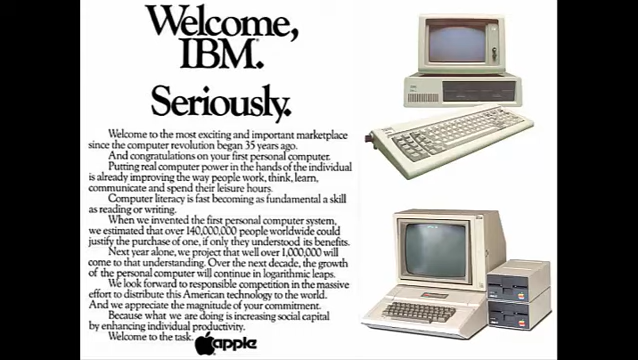 Welcome,
IBM.
Seriously.
Welcome to the most exciting and important marketplace
since the computer revolution began 35 years ago.
And congratulations on your first personal computer.
Putting real computer power in the hands of the individual
is already improving the way people work, think, learn,
communicate and spend their leisure hours.
Computer literacy is fast becoming as fundamental a skill
as reading or writing.
When we invented the first personal computer system,
we estimated that over 140,000,000 people worldwide could
justify the purchase of one, if only they understood its benefits.
Next year alone, we project that well over 1,000,000 will
come to that understanding. Over the next decade, the growth
of the personal computer will continue in logarithmic leaps.
We look forward to responsible competition in the massive
effort to distribute this American technology to the world.
And we appreciate the magnitude of your commitment.
Because what we are doing is increasing social capital
by enhancing individual productivity.
Welcome to the task.
apple